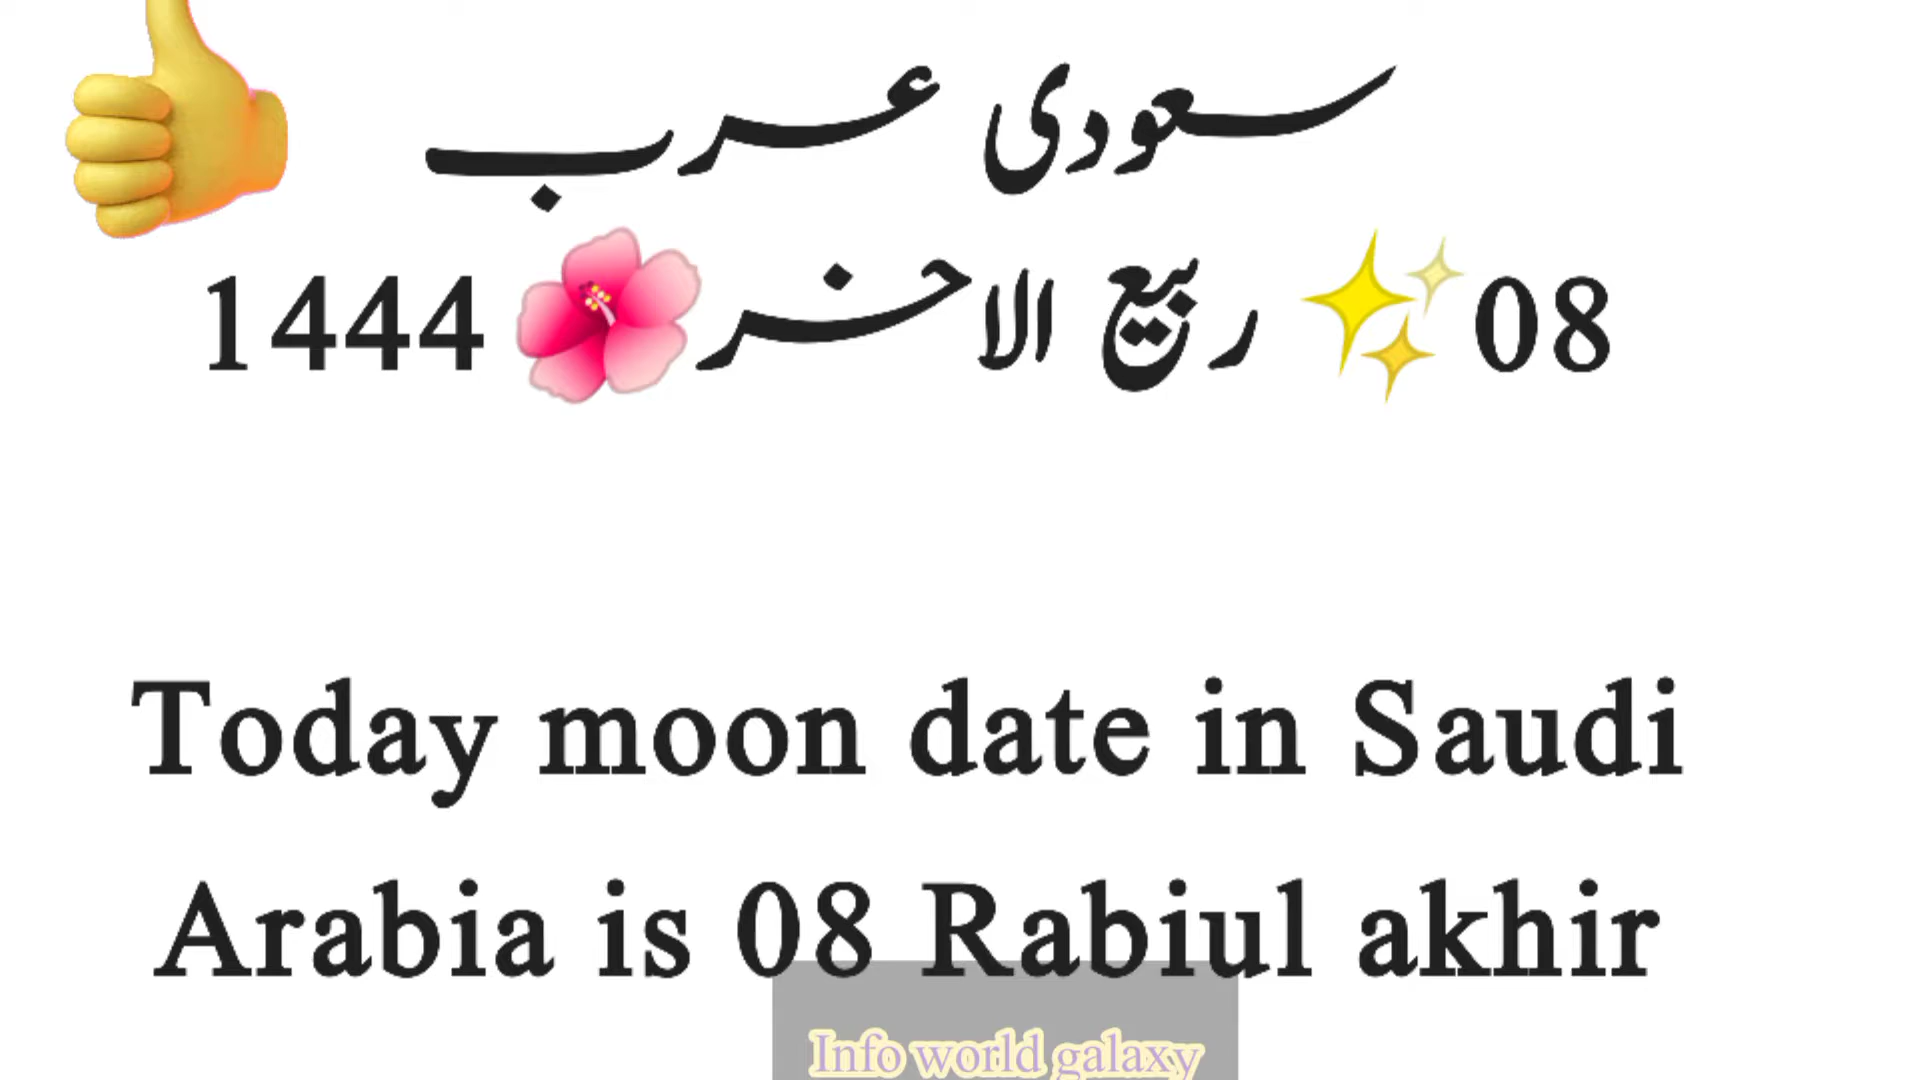 سعودی عرب
08✨ ربیع الاخر🌺1444
Today moon date in Saudi
Arabia is 08 Rabiul akhir
Info world galaxy